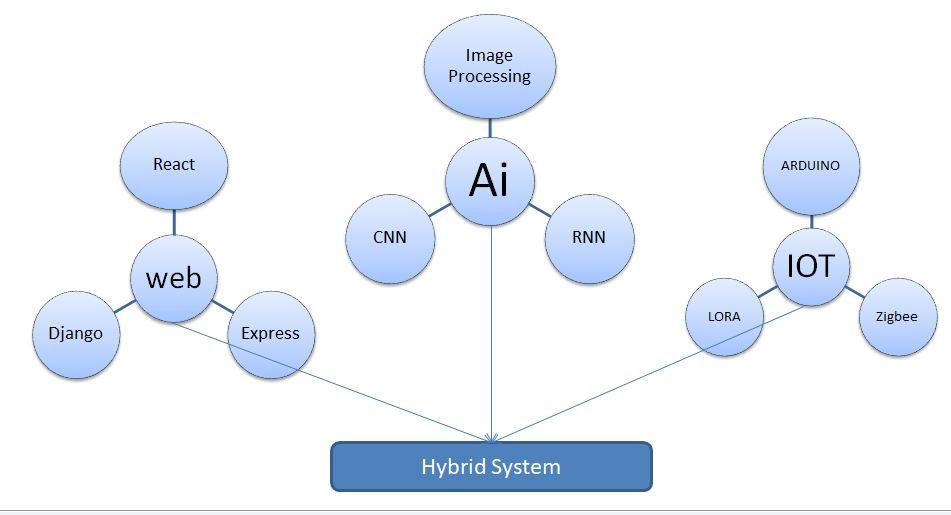 Image
Processing
React
Ai
ARDUINO
CNN
RNN
web
IOT
Django
Express
LORA
Zigbee
Hybrid System